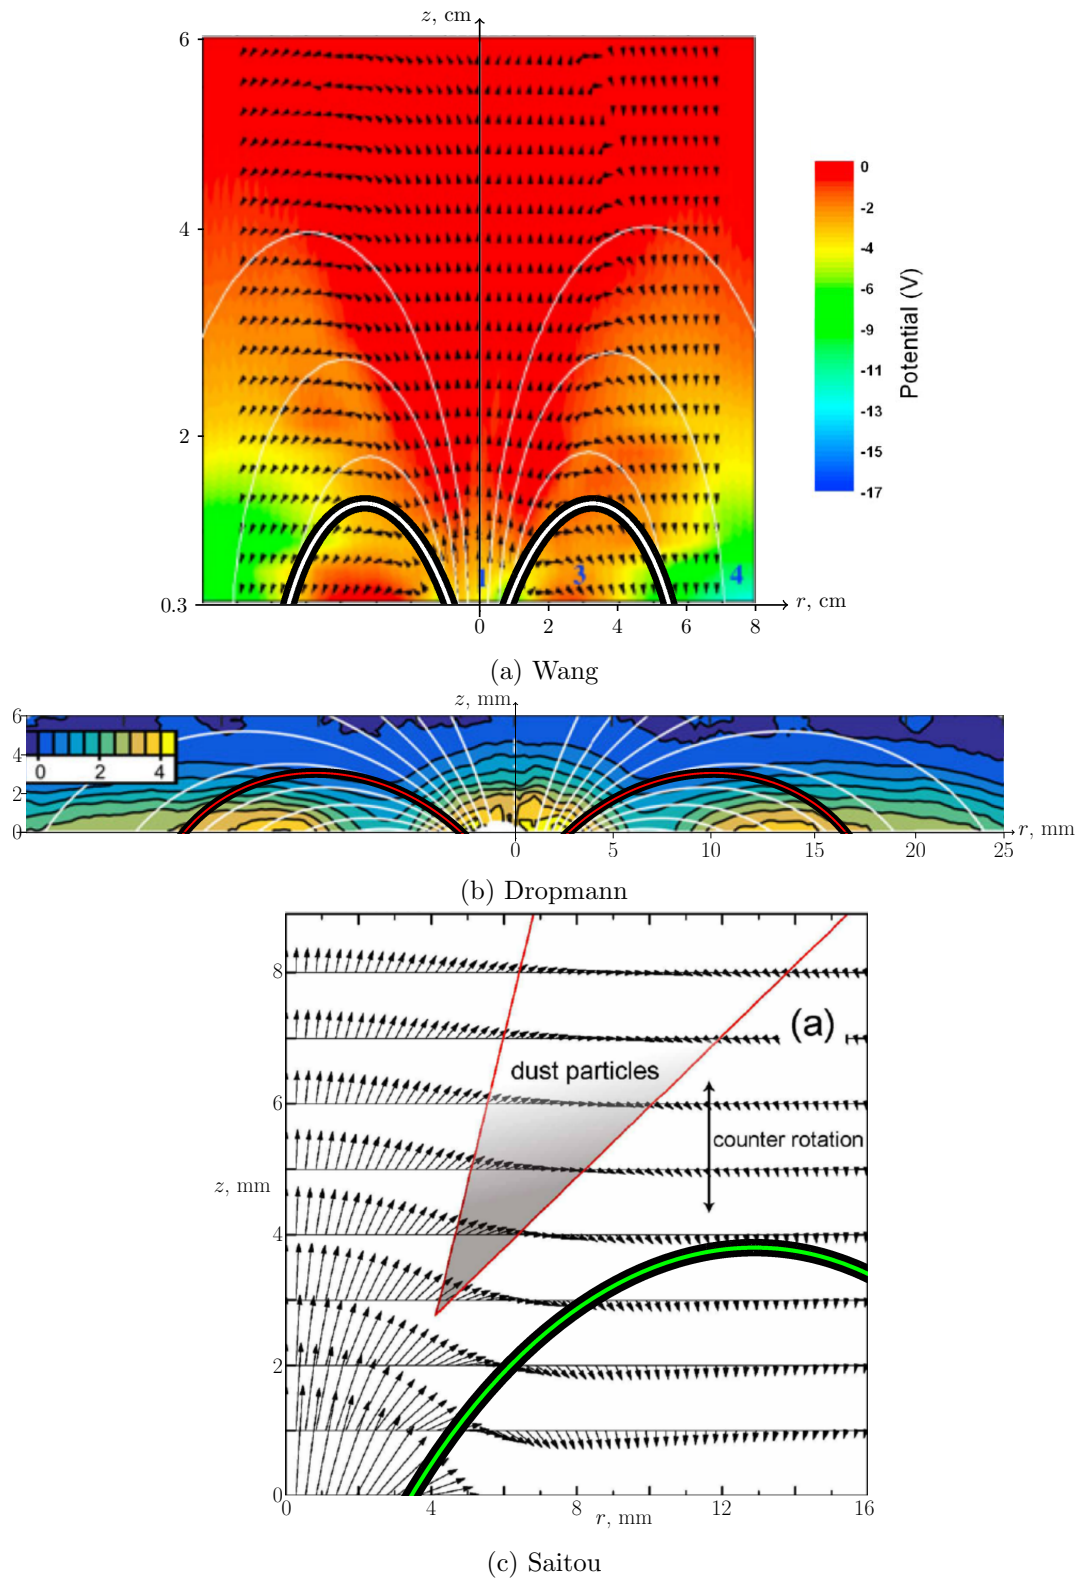 z, cm
6
4
2
0.3
0
2
4
6
8
r, cm
1
3
4
0
-2
-4
-6
-9
-11
-13
-15
-17
Potential (V)
(a) Wang
z, mm
6
4
2
0
0 2 4
0
5
10
15
20
25
r, mm
(b) Dropmann
8
6
4
2
0
z, mm
(a)
dust particles
counter rotation
0
4
8
12
16
r, mm
(c) Saitou